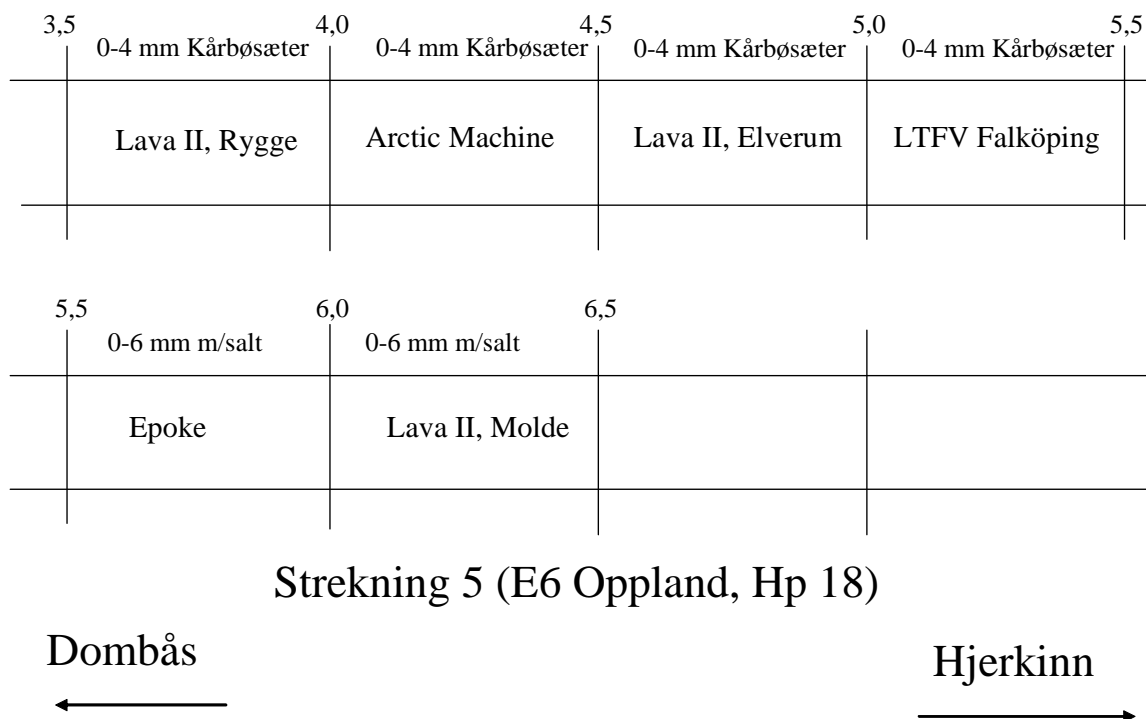 3,5 4,0 4,5 5,0 5,5
0-4 mm Kårbøsæter 0-4 mm Kårbøsæter 0-4 mm Kårbøsæter 0-4 mm Kårbøsæter
Lava II, Rygge Arctic Machine Lava II, Elverum LTFV Falköping
5,5 6,0 6,5
0-6 mm m/salt 0-6 mm m/salt
Epoke Lava II, Molde
Strekning 5 (E6 Oppland, Hp 18)
Dombås Hjerkinn